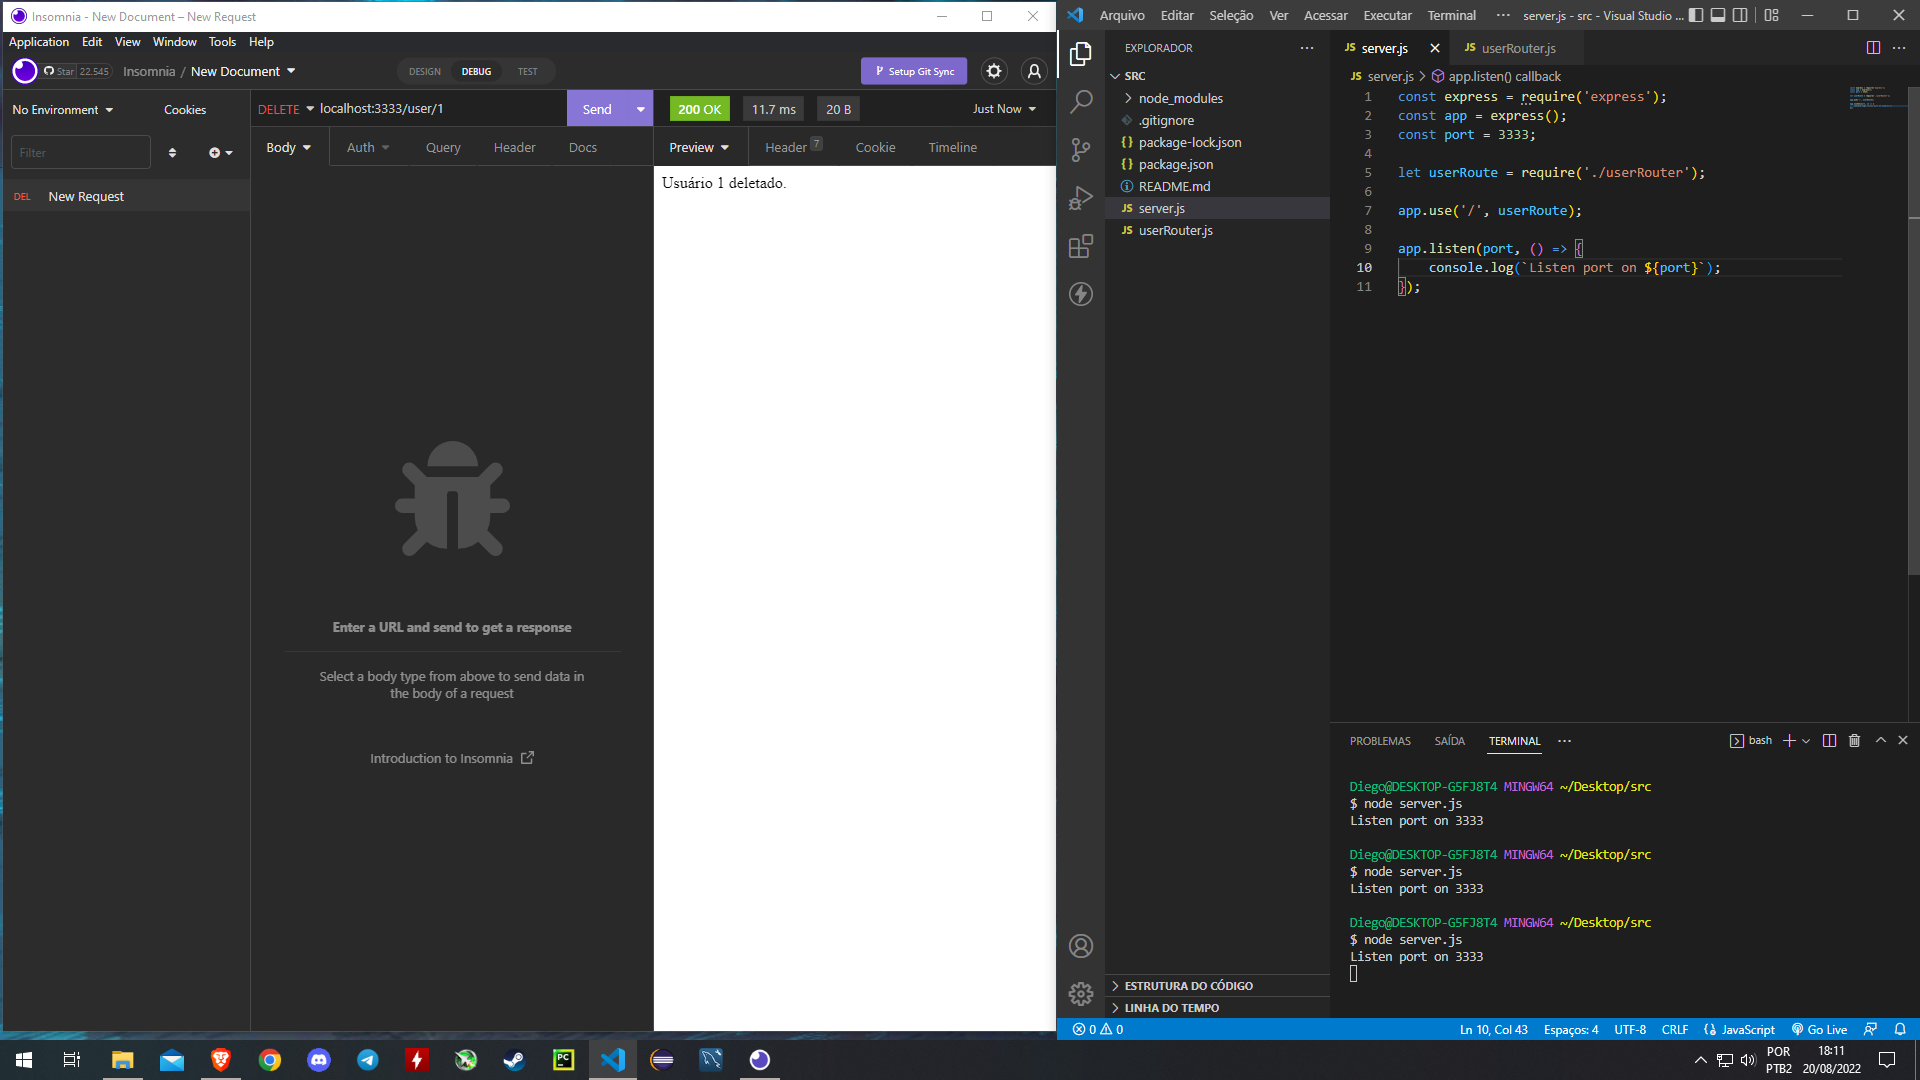 Insomnia - New Document – New Request
Application Edit View Window Tools Help
Star 22.545 Insomnia / New Document
DESIGN DEBUG TEST
Setup Git Sync
No Environment Cookies
Filter
DEL New Request
DELETE localhost:3333/user/1 Send
Body Auth Query Header Docs
Enter a URL and send to get a response
Select a body type from above to send data in
the body of a request
Introduction to Insomnia
200 OK 11.7 ms 20 B Just Now
Preview Header 7 Cookie Timeline
Usuário 1 deletado.
Arquivo Editar Seleção Ver Acessar Executar Terminal ··· server.js - src - Visual Studio ...
EXPLORADOR ···
SRC
node_modules
.gitignore
package-lock.json
package.json
README.md
JS server.js
JS userRouter.js
ESTRUTURA DO CÓDIGO
LINHA DO TEMPO
JS server.js JS userRouter.js ···
JS server.js > app.listen() callback
1 const express = require('express');
2 const app = express();
3 const port = 3333;
4
5 let userRoute = require('./userRouter');
6
7 app.use('/', userRoute);
8
9 app.listen(port, () => {
10 console.log(`Listen port on ${port}`);
11 });
PROBLEMAS SAÍDA TERMINAL ··· bash
Diego@DESKTOP-G5FJ8T4 MINGW64 ~/Desktop/src
$ node server.js
Listen port on 3333
Diego@DESKTOP-G5FJ8T4 MINGW64 ~/Desktop/src
$ node server.js
Listen port on 3333
Diego@DESKTOP-G5FJ8T4 MINGW64 ~/Desktop/src
$ node server.js
Listen port on 3333
0 0 Ln 10, Col 43 Espaços: 4 UTF-8 CRLF JavaScript Go Live
PC
POR
PTB2
18:11
20/08/2022